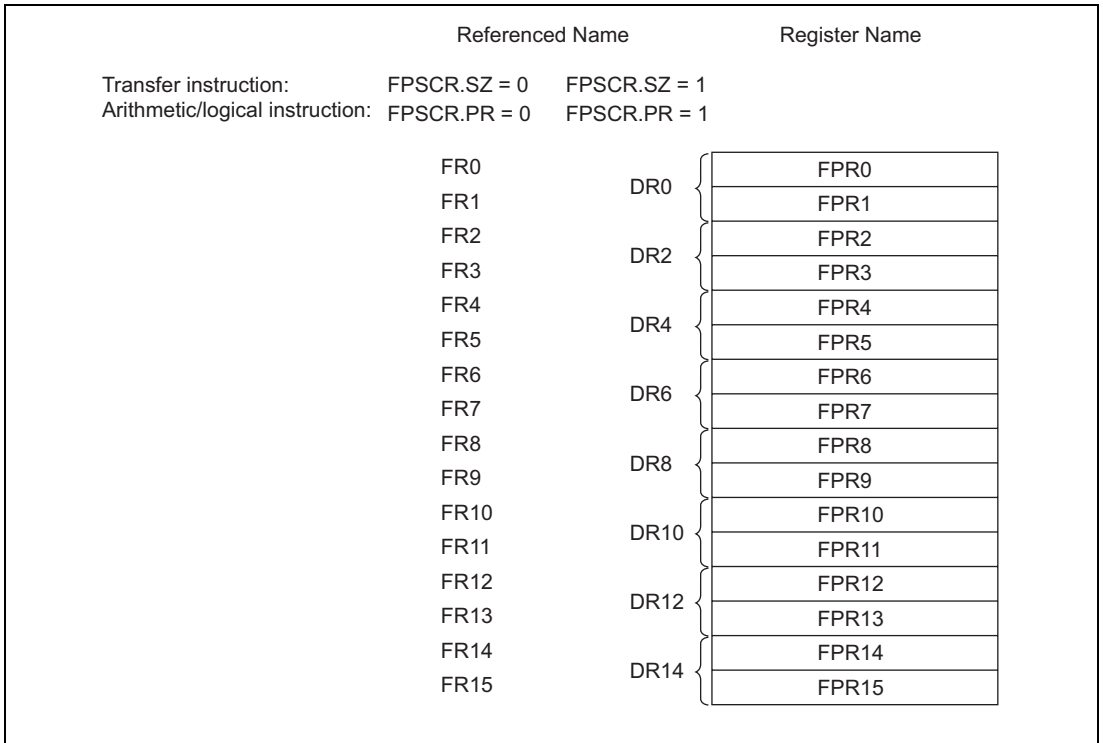 Referenced Name Register Name
Transfer instruction: FPSCR.SZ = 0 FPSCR.SZ = 1
Arithmetic/logical instruction: FPSCR.PR = 0 FPSCR.PR = 1
FR0 FPR0
DR0
FR1 FPR1
FR2 FPR2
DR2
FR3 FPR3
FR4 FPR4
DR4
FR5 FPR5
FR6 FPR6
DR6
FR7 FPR7
FR8 FPR8
DR8
FR9 FPR9
FR10 FPR10
DR10
FR11 FPR11
FR12 FPR12
DR12
FR13 FPR13
FR14 FPR14
DR14
FR15 FPR15